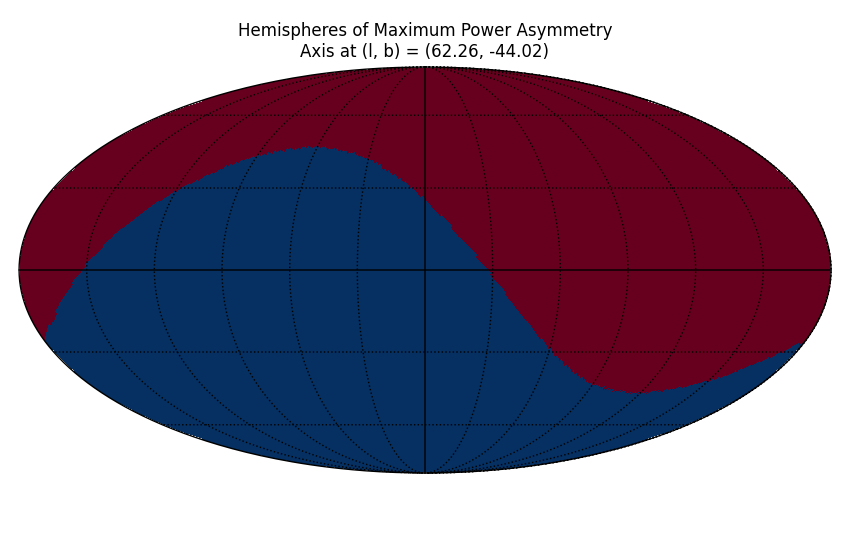 Hemispheres of Maximum Power Asymmetry
Axis at (l, b) = (62.26, -44.02)